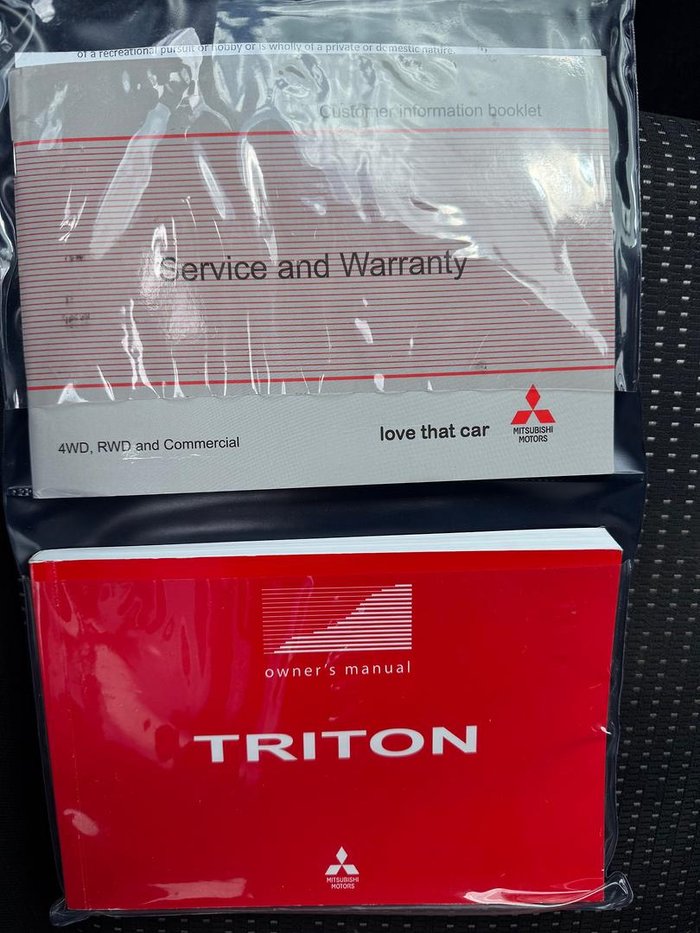 of a recreational pursuit or hobby or is wholly of a private or domestic nature.
Customer information booklet
Service and Warranty
4WD, RWD and Commercial
love that car
MITSUBISHI
MOTORS
owner's manual
TRITON
MITSUBISHI
MOTORS